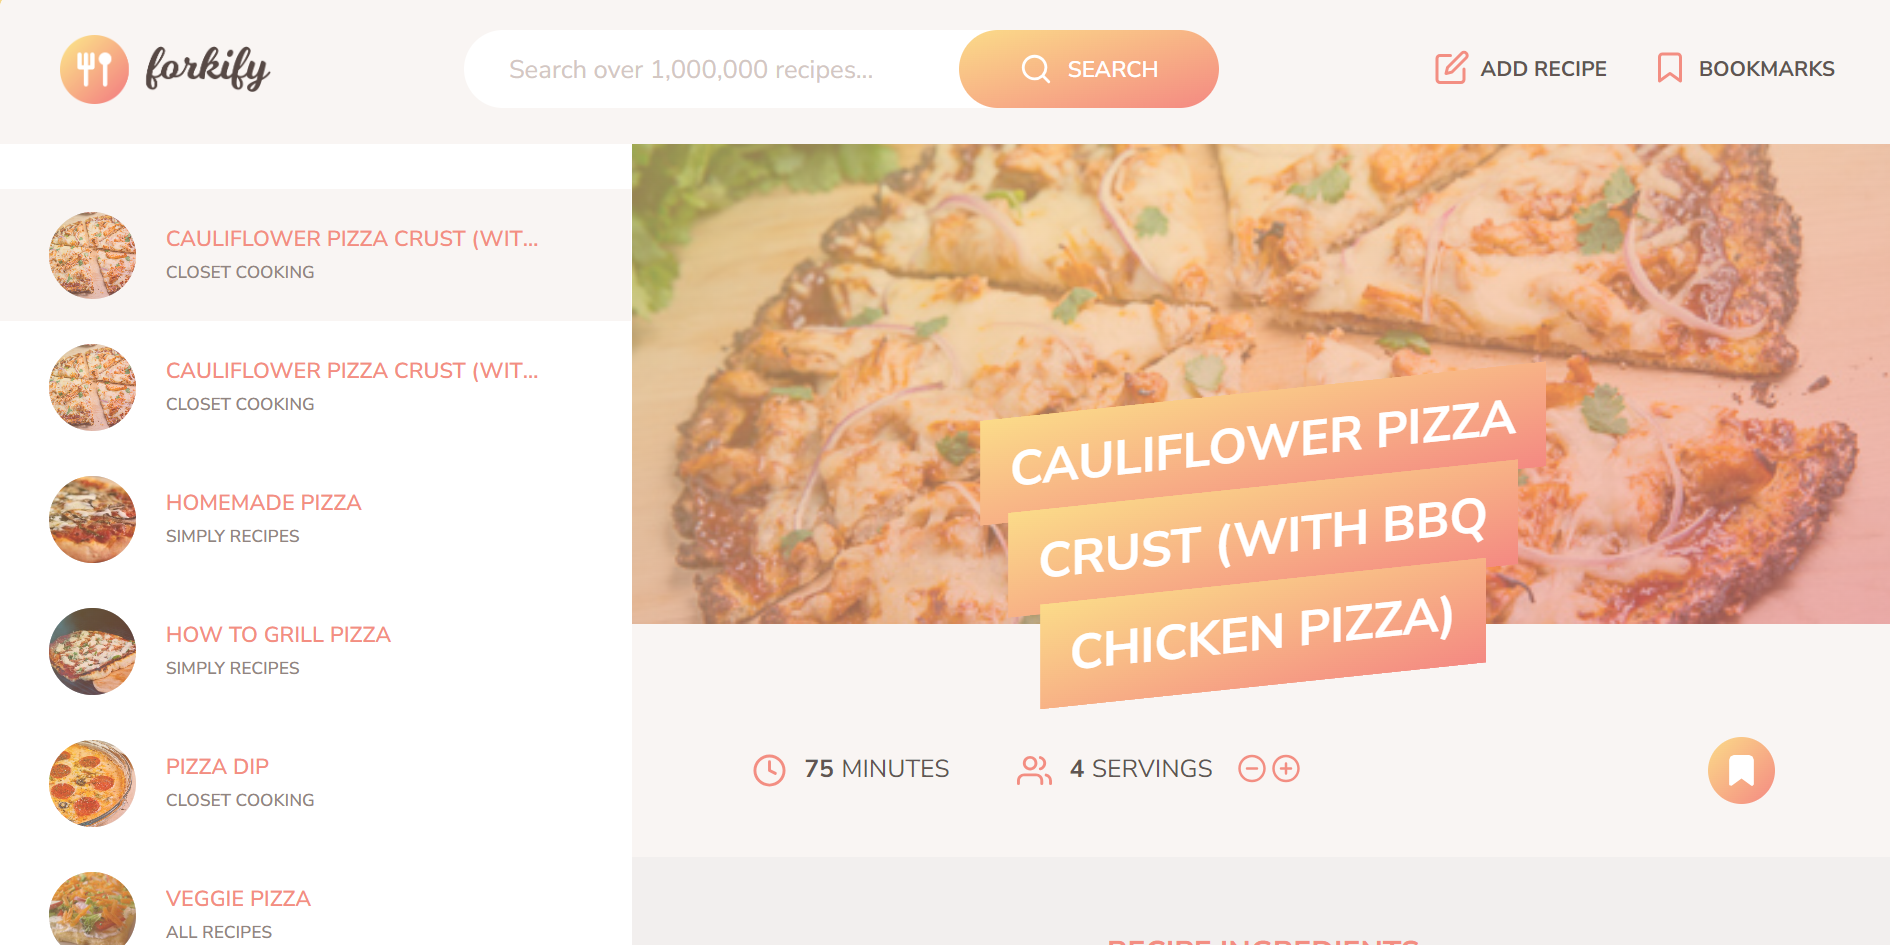 forkify
Search over 1,000,000 recipes...
SEARCH
ADD RECIPE
BOOKMARKS
CAULIFLOWER PIZZA CRUST (WIT...
CLOSET COOKING
CAULIFLOWER PIZZA CRUST (WIT...
CLOSET COOKING
HOMEMADE PIZZA
SIMPLY RECIPES
HOW TO GRILL PIZZA
SIMPLY RECIPES
PIZZA DIP
CLOSET COOKING
VEGGIE PIZZA
ALL RECIPES
CAULIFLOWER PIZZA
CRUST (WITH BBQ
CHICKEN PIZZA)
75 MINUTES
4 SERVINGS
RECIPE INGREDIENTS